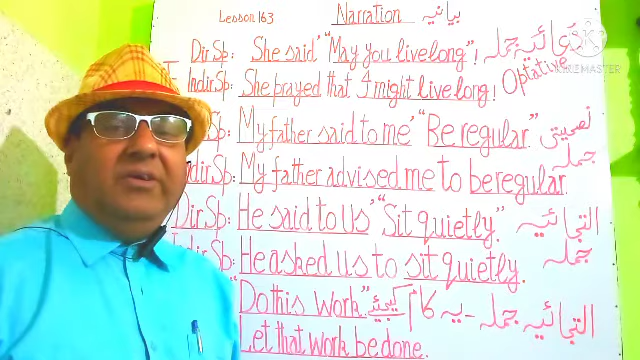 Lesson 163 Narration بیانیہ
Dir Sp: She said' "May you live long"! دعائیہ جملہ
Indir Sp: She prayed that I might live long! Optative
KINEMASTER
Sp: My father said to me' "Be regular" نصیحتی
جملہ
Indir Sp: My father advised me to be regular.
Dir Sp: He said to us' "Sit quietly" التجائیہ
Indir Sp: He asked us to sit quietly. جملہ
"Do this work" کیجئے یہ کام - التجائیہ جملہ
Let that work be done